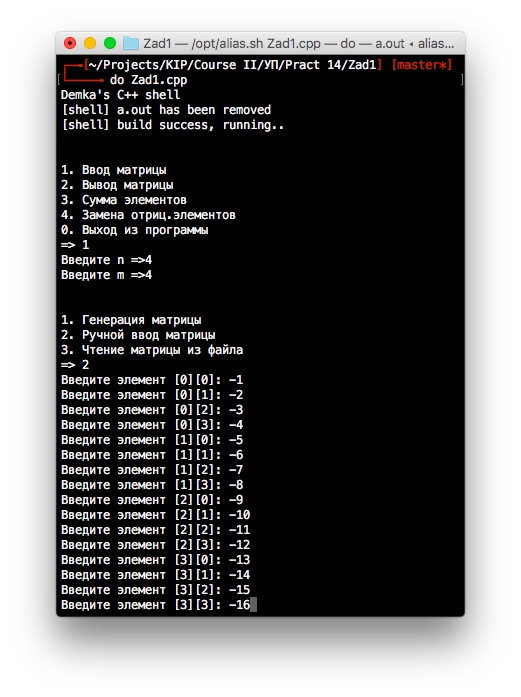 Zad1 — /opt/alias.sh Zad1.cpp — do — a.out ◂ alias...
[~/Projects/KIP/Course II/УП/Pract 14/Zad1] [master*]
do Zad1.cpp
Demka's C++ shell
[shell] a.out has been removed
[shell] build success, running..
1. Ввод матрицы
2. Вывод матрицы
3. Сумма элементов
4. Замена отриц.элементов
0. Выход из программы
=> 1
Введите n =>4
Введите m =>4
1. Генерация матрицы
2. Ручной ввод матрицы
3. Чтение матрицы из файла
=> 2
Введите элемент [0][0]: -1
Введите элемент [0][1]: -2
Введите элемент [0][2]: -3
Введите элемент [0][3]: -4
Введите элемент [1][0]: -5
Введите элемент [1][1]: -6
Введите элемент [1][2]: -7
Введите элемент [1][3]: -8
Введите элемент [2][0]: -9
Введите элемент [2][1]: -10
Введите элемент [2][2]: -11
Введите элемент [2][3]: -12
Введите элемент [3][0]: -13
Введите элемент [3][1]: -14
Введите элемент [3][2]: -15
Введите элемент [3][3]: -16